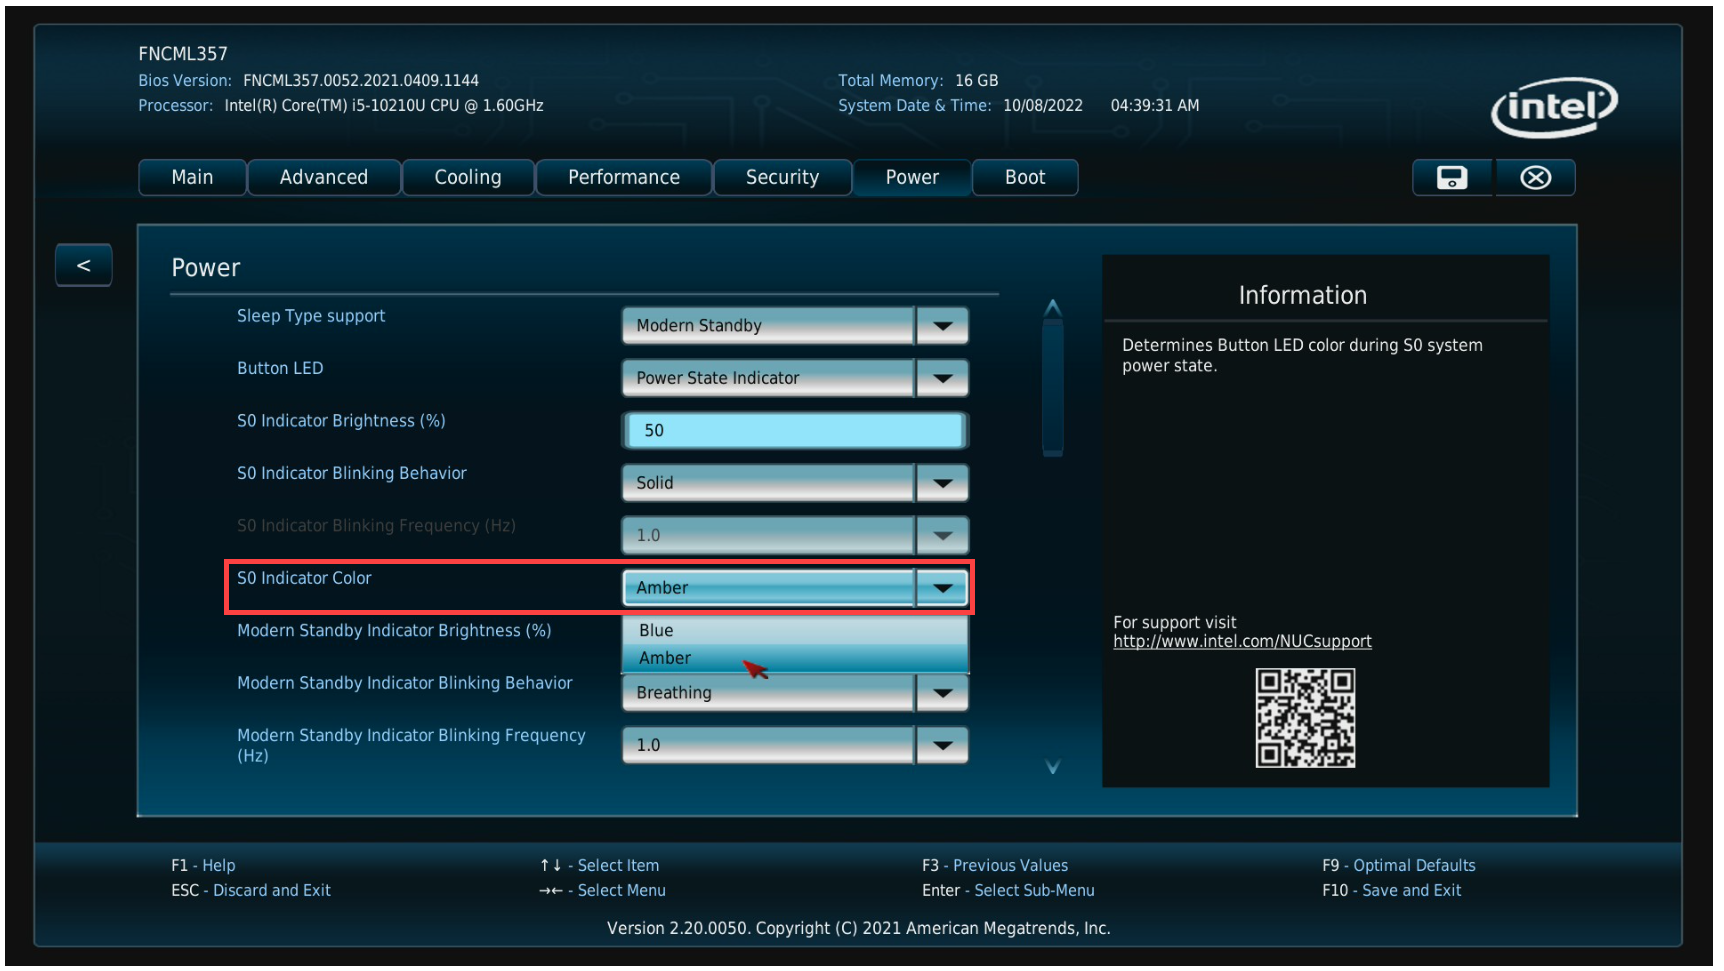 FNCML357
Bios Version: FNCML357.0052.2021.0409.1144
Processor: Intel(R) Core(TM) i5-10210U CPU @ 1.60GHz
Total Memory: 16 GB
System Date & Time: 10/08/2022 04:39:31 AM
intel
Main Advanced Cooling Performance Security Power Boot
<
Power
Sleep Type support Modern Standby
Button LED Power State Indicator
S0 Indicator Brightness (%) 50
S0 Indicator Blinking Behavior Solid
S0 Indicator Blinking Frequency (Hz) 1.0
S0 Indicator Color Amber
Blue
Amber
Modern Standby Indicator Brightness (%)
Modern Standby Indicator Blinking Behavior Breathing
Modern Standby Indicator Blinking Frequency
(Hz)
1.0
Information
Determines Button LED color during S0 system
power state.
For support visit
http://www.intel.com/NUCsupport
F1 - Help
ESC - Discard and Exit
↑↓ - Select Item
→← - Select Menu
F3 - Previous Values
Enter - Select Sub-Menu
F9 - Optimal Defaults
F10 - Save and Exit
Version 2.20.0050. Copyright (C) 2021 American Megatrends, Inc.